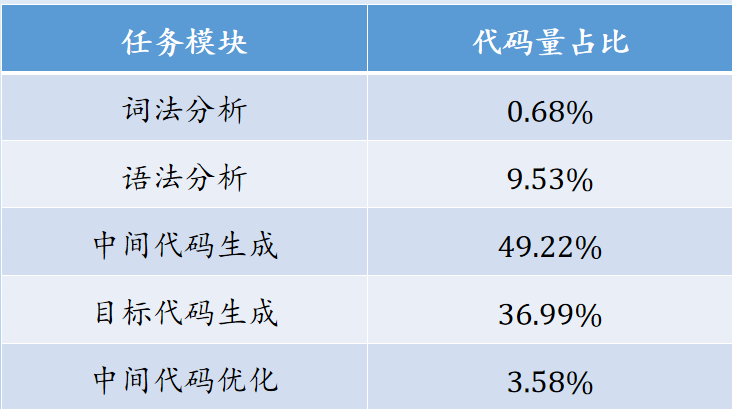 任务模块 代码量占比
词法分析 0.68%
语法分析 9.53%
中间代码生成 49.22%
目标代码生成 36.99%
中间代码优化 3.58%